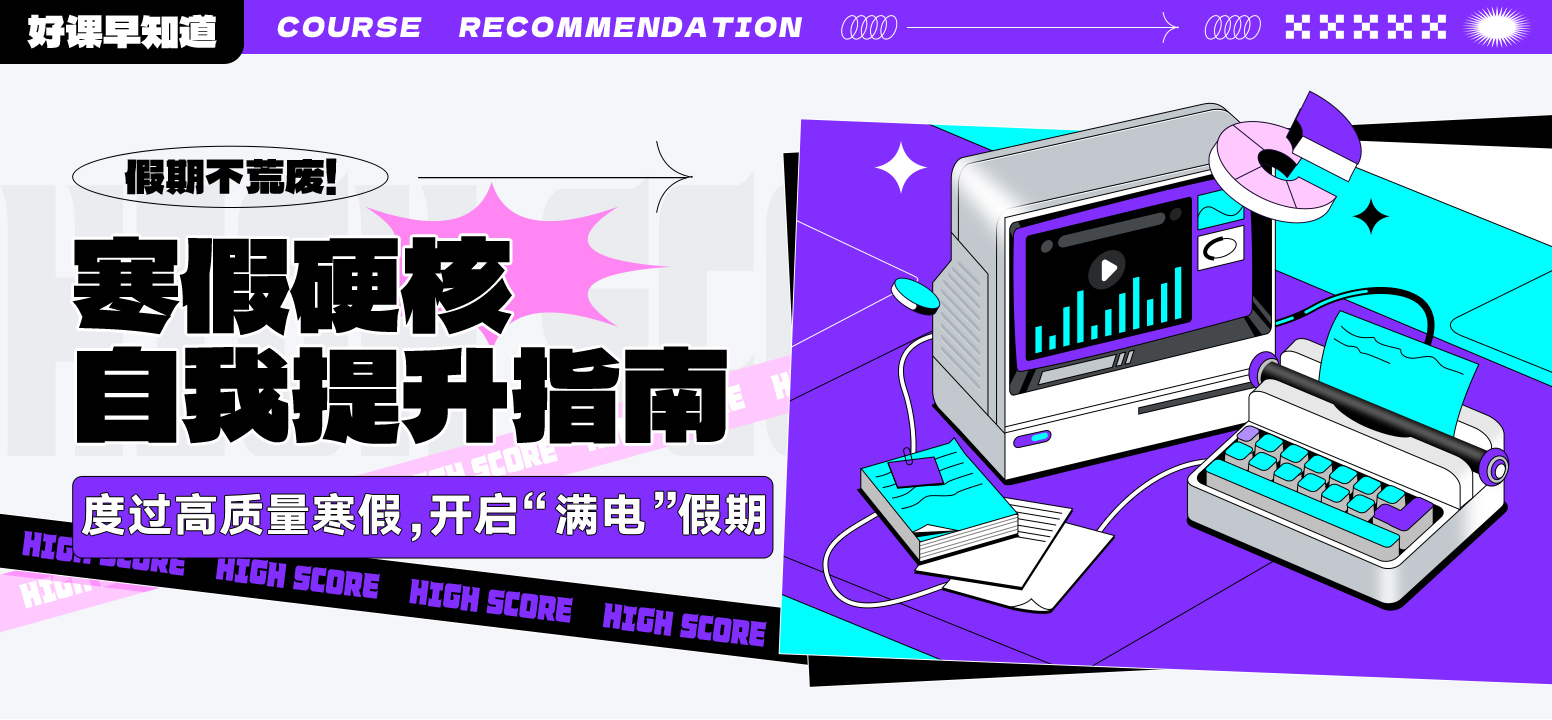 好课早知道
COURSE RECOMMENDATION
假期不荒废!
寒假硬核
自我提升指南
度过高质量寒假,开启“满电”假期
HIGH SCORE HIGH SCORE HIGH SCORE HIGH SCORE
HIGH SCORE